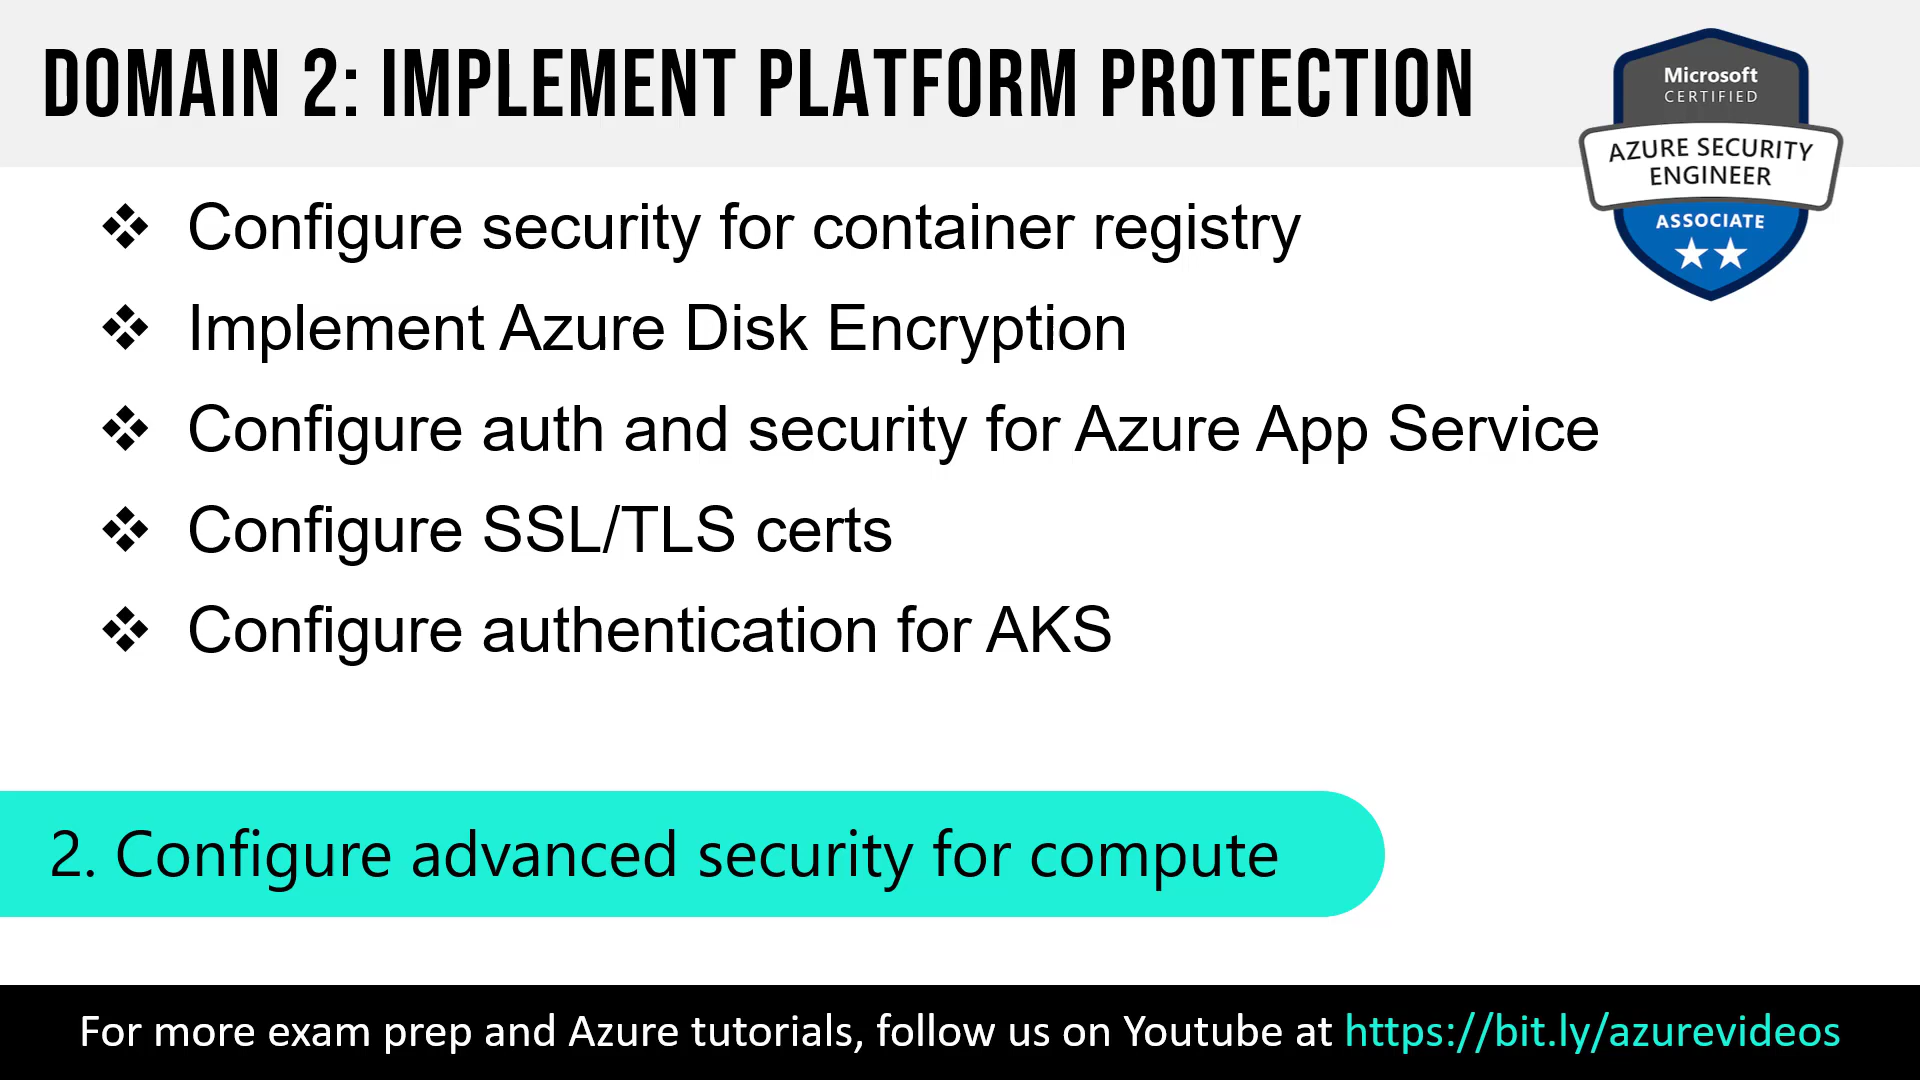 DOMAIN 2: IMPLEMENT PLATFORM PROTECTION
Microsoft
CERTIFIED
AZURE SECURITY
ENGINEER
ASSOCIATE
❖ Configure security for container registry
❖ Implement Azure Disk Encryption
❖ Configure auth and security for Azure App Service
❖ Configure SSL/TLS certs
❖ Configure authentication for AKS
2. Configure advanced security for compute
For more exam prep and Azure tutorials, follow us on Youtube at https://bit.ly/azurevideos